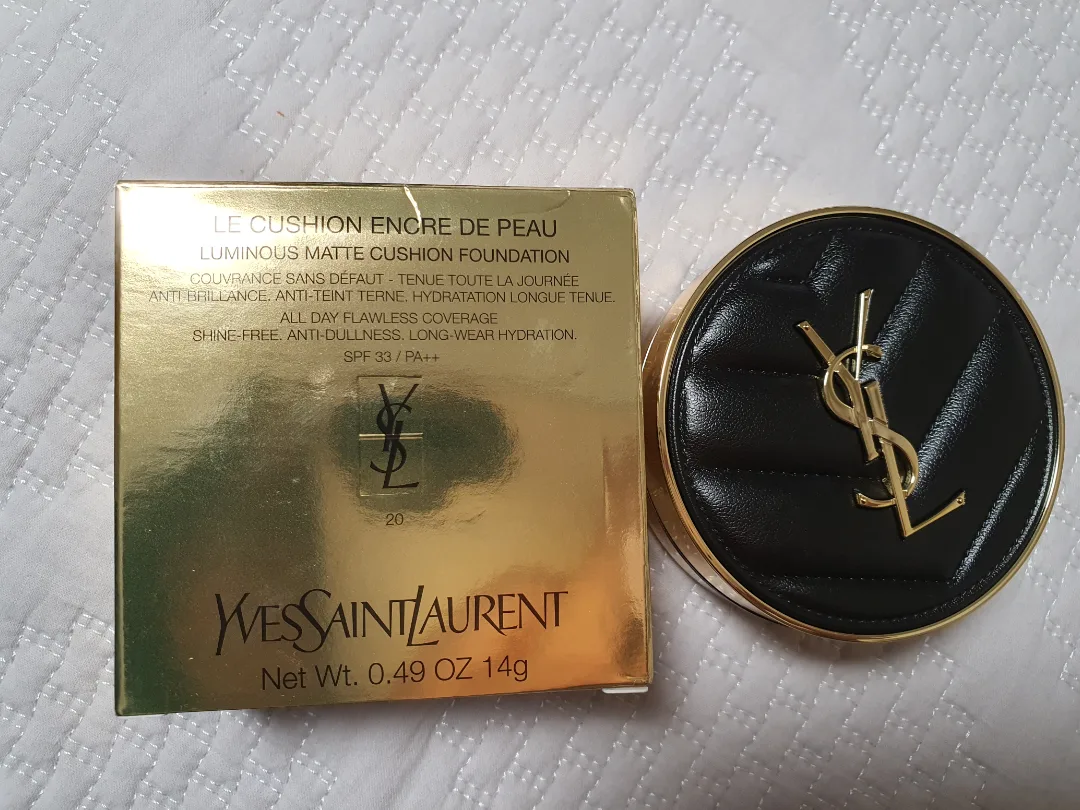 LE CUSHION ENCRE DE PEAU
LUMINOUS MATTE CUSHION FOUNDATION
COUVRANCE SANS DÉFAUT - TENUE TOUTE LA JOURNÉE
ANTI-BRILLANCE. ANTI-TEINT TERNE. HYDRATATION LONGUE TENUE.
ALL DAY FLAWLESS COVERAGE
SHINE-FREE. ANTI-DULLNESS. LONG-WEAR HYDRATION.
SPF 33 / PA++
YSL
20
YVESSAINTLAURENT
Net Wt. 0.49 OZ 14g
YSL